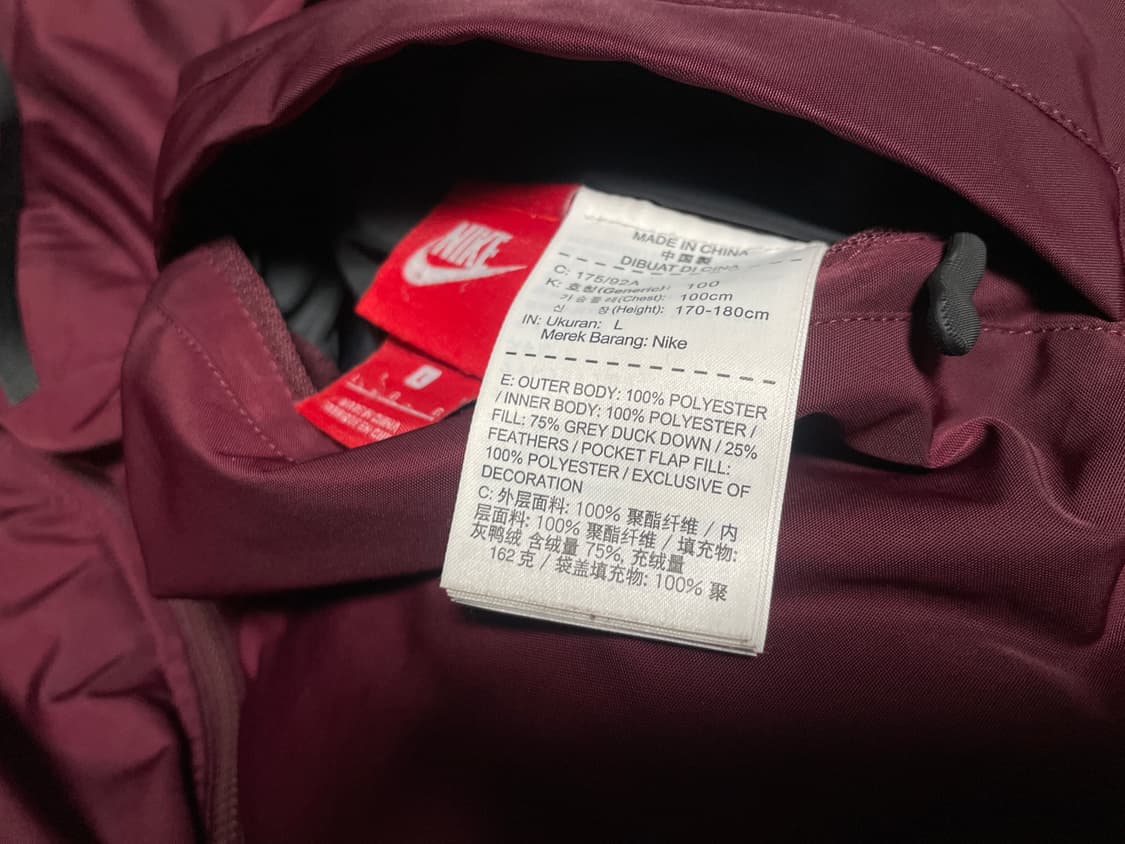 NIKE
L
MADE IN CHINA
MADE IN CHINA
中国製
DIBUAT DI CINA
C: 175/92A
K: 호칭(Generic): 100
가슴둘레(Chest): 100cm
신 장(Height): 170-180cm
IN: Ukuran: L
Merek Barang: Nike
E: OUTER BODY: 100% POLYESTER
/ INNER BODY: 100% POLYESTER /
FILL: 75% GREY DUCK DOWN / 25%
FEATHERS / POCKET FLAP FILL:
100% POLYESTER / EXCLUSIVE OF
DECORATION
C: 外层面料: 100% 聚酯纤维 / 内
层面料: 100% 聚酯纤维 / 填充物:
灰鸭绒 含绒量 75%, 充绒量
162 克 / 袋盖填充物: 100% 聚